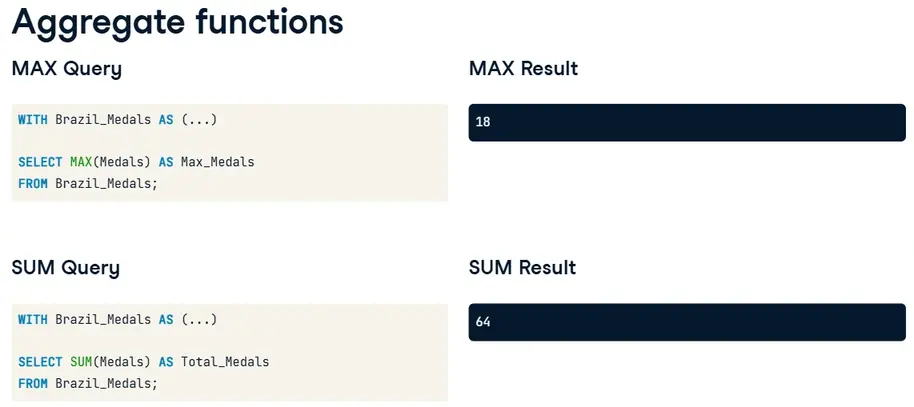 Aggregate functions
MAX Query
WITH Brazil_Medals AS (...)
SELECT MAX(Medals) AS Max_Medals
FROM Brazil_Medals;
MAX Result
18
SUM Query
WITH Brazil_Medals AS (...)
SELECT SUM(Medals) AS Total_Medals
FROM Brazil_Medals;
SUM Result
64